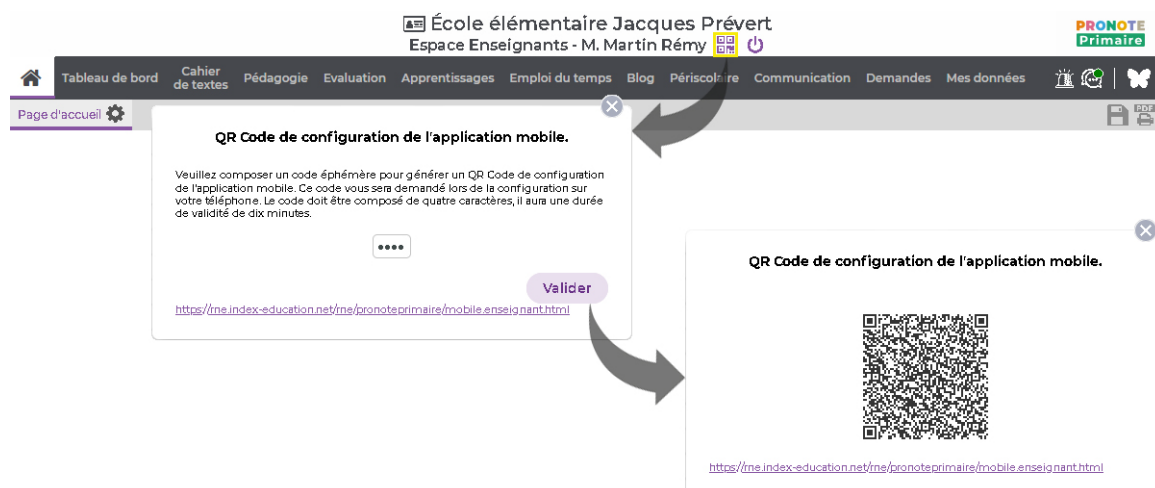 École élémentaire Jacques Prévert
Espace Enseignants - M. Martin Rémy
PRONOTE
Primaire
Tableau de bord
Cahier
de textes
Pédagogie
Evaluation
Apprentissages
Emploi du temps
Blog
Périscolaire
Communication
Demandes
Mes données
Page d'accueil
PDF
QR Code de configuration de l'application mobile.
Veuillez composer un code éphémère pour générer un QR Code de configuration
de l'application mobile. Ce code vous sera demandé lors de la configuration sur
votre téléphone. Le code doit être composé de quatre caractères, il aura une durée
de validité de dix minutes.
••••
Valider
https://rne.index-education.net/rne/pronoteprimaire/mobile.enseignant.html
QR Code de configuration de l'application mobile.
https://rne.index-education.net/rne/pronoteprimaire/mobile.enseignant.html